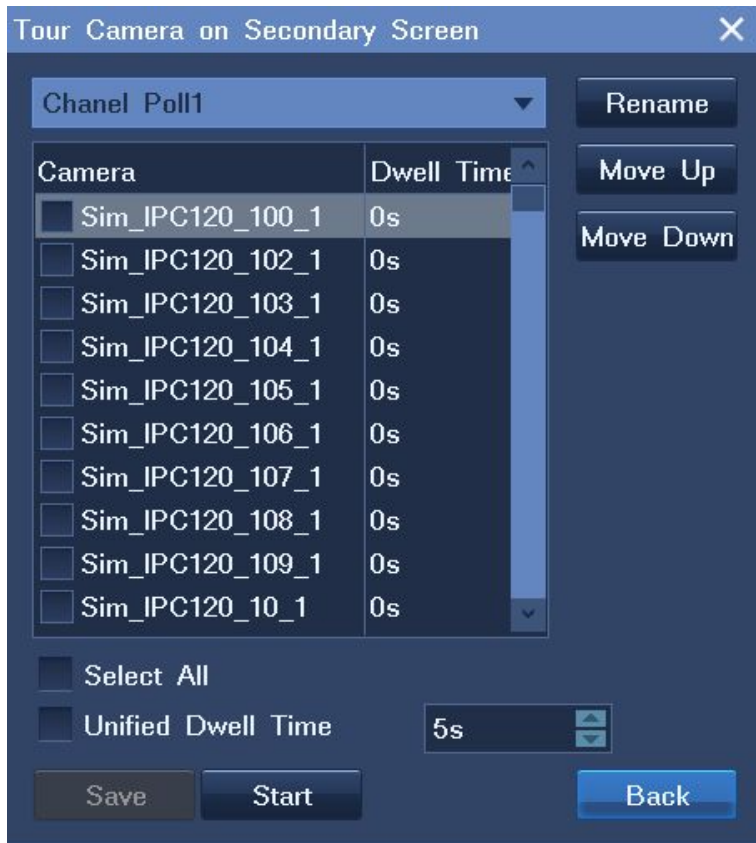 Tour Camera on Secondary Screen
Chanel Poll1
Rename
Camera Dwell Time
Move Up
Sim_IPC120_100_1 0s
Move Down
Sim_IPC120_102_1 0s
Sim_IPC120_103_1 0s
Sim_IPC120_104_1 0s
Sim_IPC120_105_1 0s
Sim_IPC120_106_1 0s
Sim_IPC120_107_1 0s
Sim_IPC120_108_1 0s
Sim_IPC120_109_1 0s
Sim_IPC120_10_1 0s
Select All
Unified Dwell Time 5s
Save Start Back